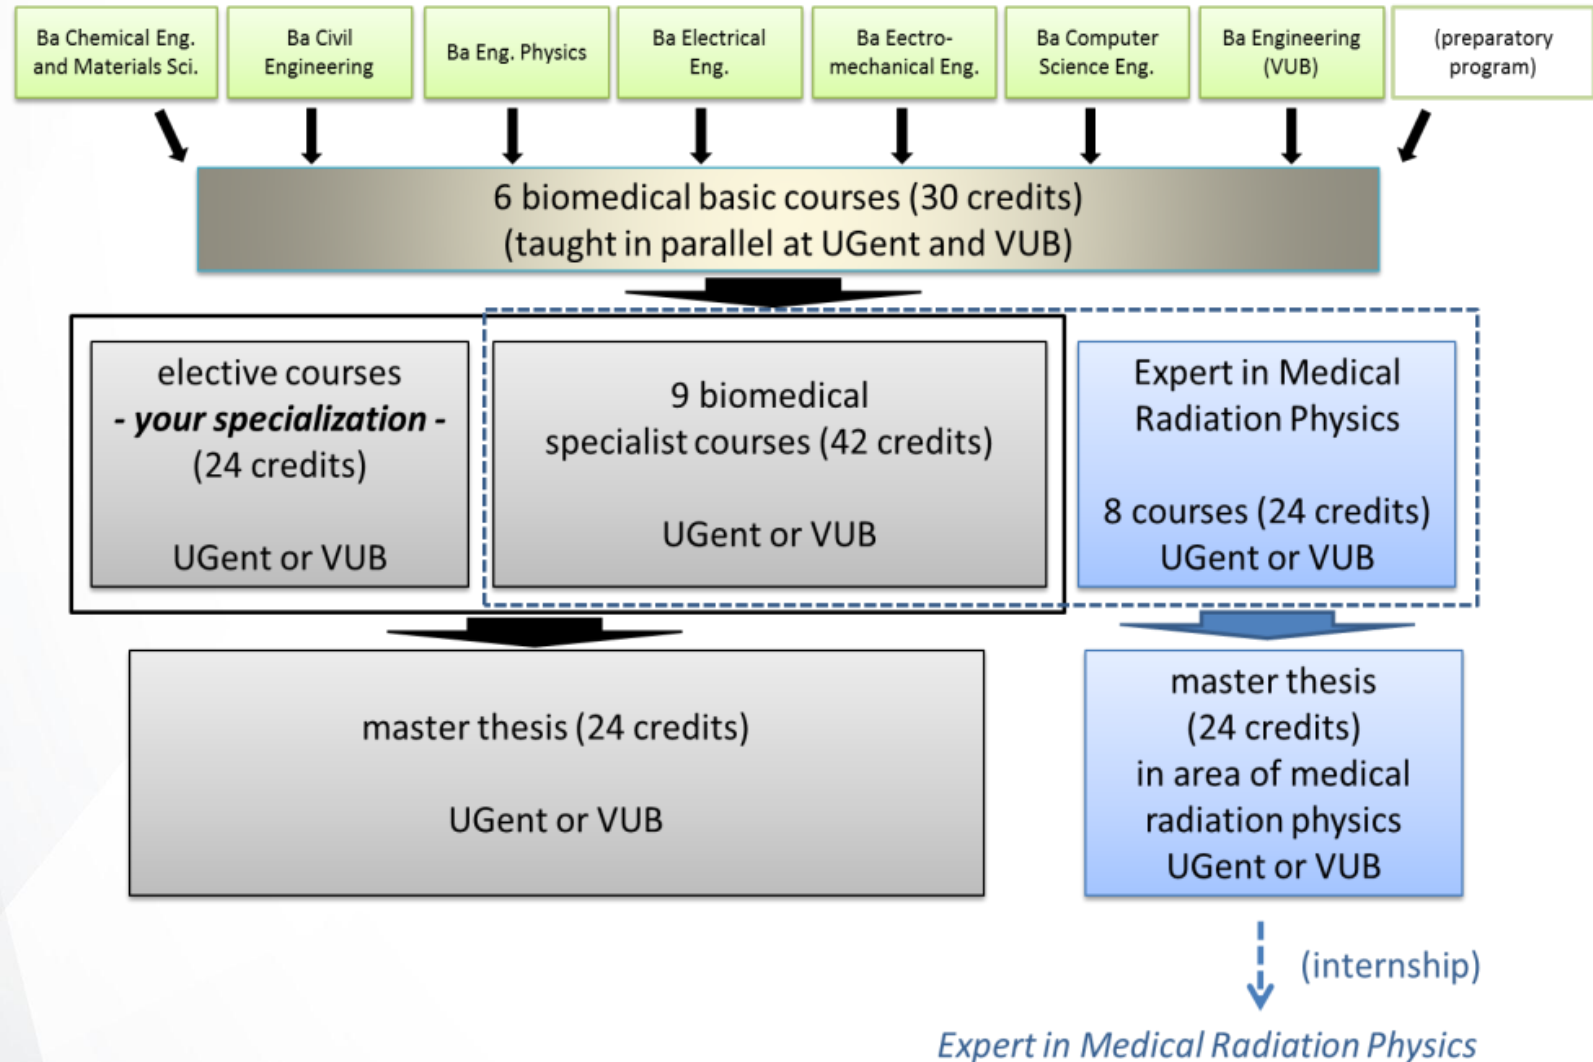 Ba Chemical Eng.
and Materials Sci.
Ba Civil
Engineering
Ba Eng. Physics
Ba Electrical
Eng.
Ba Eectro-
mechanical Eng.
Ba Computer
Science Eng.
Ba Engineering
(VUB)
(preparatory
program)
6 biomedical basic courses (30 credits)
(taught in parallel at UGent and VUB)
elective courses
- your specialization -
(24 credits)
UGent or VUB
9 biomedical
specialist courses (42 credits)
UGent or VUB
Expert in Medical
Radiation Physics
8 courses (24 credits)
UGent or VUB
master thesis (24 credits)
UGent or VUB
master thesis
(24 credits)
in area of medical
radiation physics
UGent or VUB
(internship)
Expert in Medical Radiation Physics